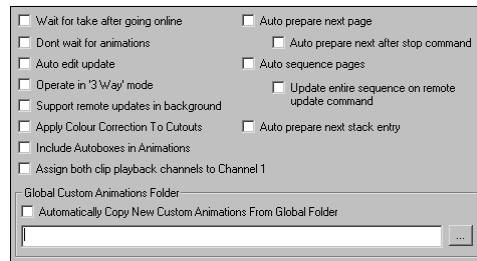 Wait for take after going online
Dont wait for animations
Auto edit update
Operate in '3 Way' mode
Support remote updates in background
Apply Colour Correction To Cutouts
Include Autoboxes in Animations
Assign both clip playback channels to Channel 1
Auto prepare next page
Auto prepare next after stop command
Auto sequence pages
Update entire sequence on remote
update command
Auto prepare next stack entry
Global Custom Animations Folder
Automatically Copy New Custom Animations From Global Folder
...